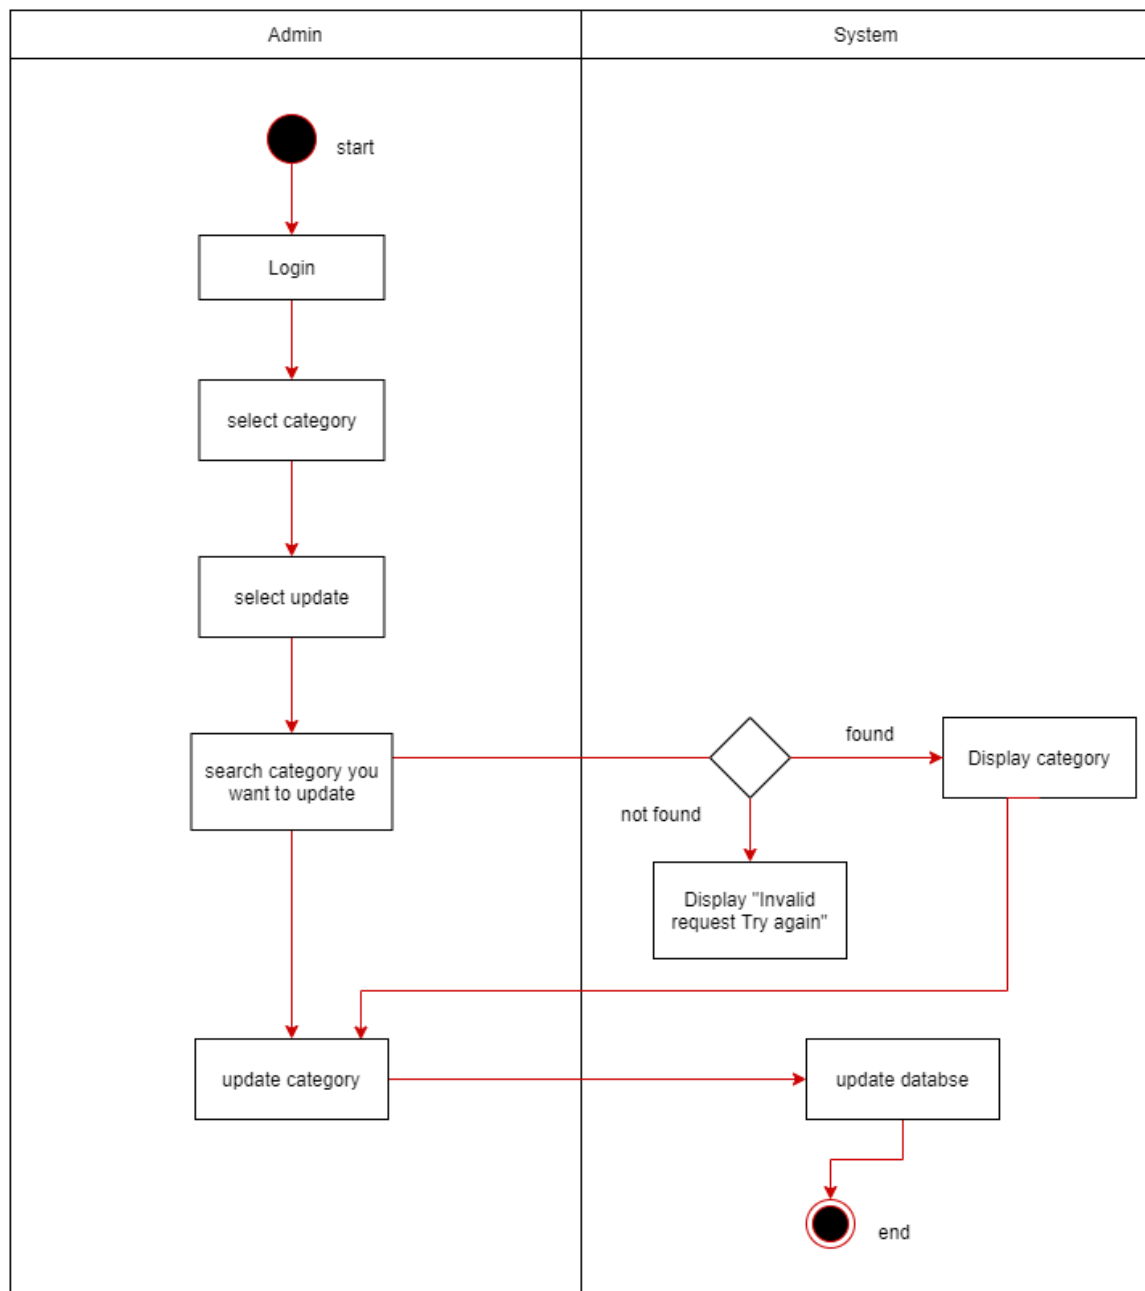 Admin
System
start
Login
select category
select update
search category you
want to update
found
Display category
not found
Display "Invalid
request Try again"
update category
update databse
end